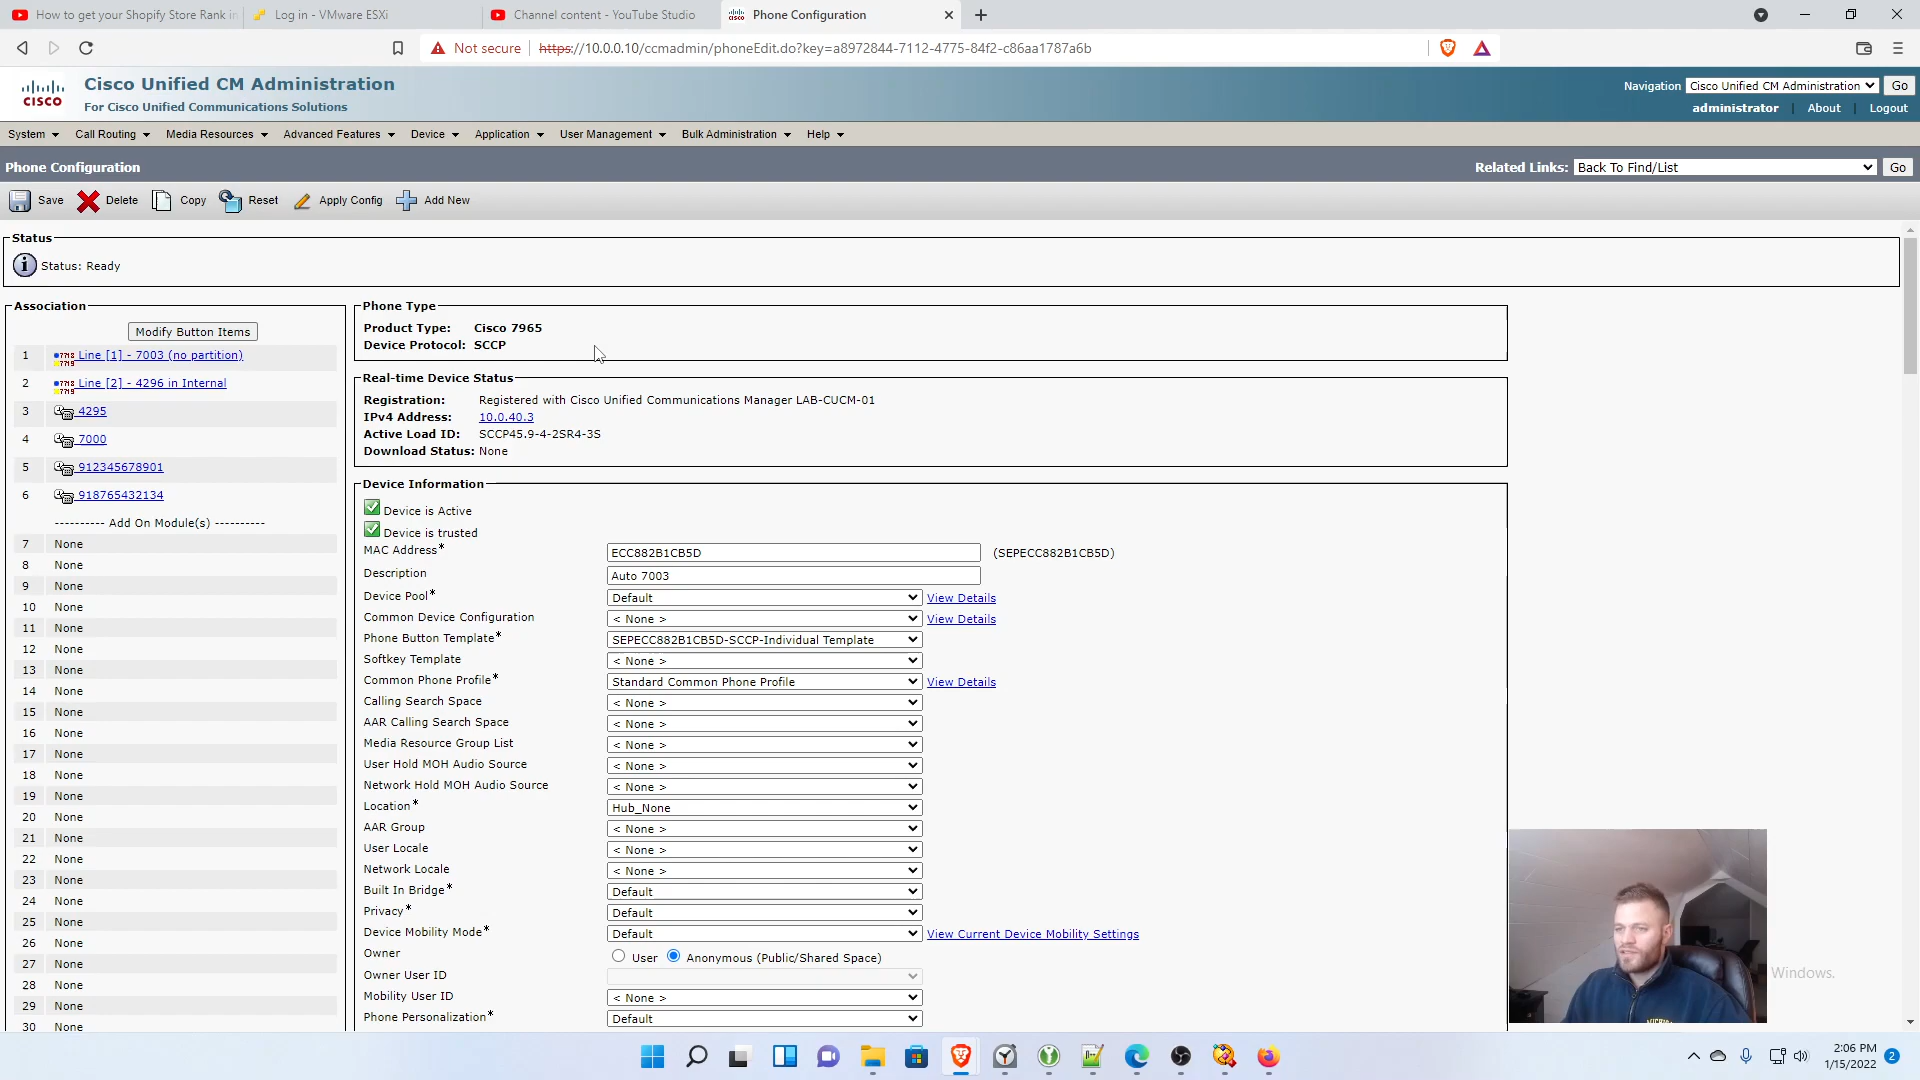 How to get your Shopify Store Rank in
Log in - VMware ESXi
Channel content - YouTube Studio
Phone Configuration
Not secure
https://10.0.0.10/ccmadmin/phoneEdit.do?key=a8972844-7112-4775-84f2-c86aa1787a6b
CISCO
Cisco Unified CM Administration
For Cisco Unified Communications Solutions
Navigation Cisco Unified CM Administration Go
administrator | About | Logout
System Call Routing Media Resources Advanced Features Device Application User Management Bulk Administration Help
Phone Configuration
Related Links: Back To Find/List Go
Save Delete Copy Reset Apply Config Add New
Status
Status: Ready
Association
Modify Button Items
1 Line [1] - 7003 (no partition)
2 Line [2] - 4296 in Internal
3 4295
4 7000
5 912345678901
6 918765432134
---------- Add On Module(s) ----------
7 None
8 None
9 None
10 None
11 None
12 None
13 None
14 None
15 None
16 None
17 None
18 None
19 None
20 None
21 None
22 None
23 None
24 None
25 None
26 None
27 None
28 None
29 None
30 None
Phone Type
Product Type: Cisco 7965
Device Protocol: SCCP
Real-time Device Status
Registration: Registered with Cisco Unified Communications Manager LAB-CUCM-01
IPv4 Address: 10.0.40.3
Active Load ID: SCCP45.9-4-2SR4-3S
Download Status: None
Device Information
Device is Active
Device is trusted
MAC Address* ECC882B1CB5D (SEPECC882B1CB5D)
Description Auto 7003
Device Pool* Default View Details
Common Device Configuration < None > View Details
Phone Button Template* SEPECC882B1CB5D-SCCP-Individual Template
Softkey Template < None >
Common Phone Profile* Standard Common Phone Profile View Details
Calling Search Space < None >
AAR Calling Search Space < None >
Media Resource Group List < None >
User Hold MOH Audio Source < None >
Network Hold MOH Audio Source < None >
Location* Hub_None
AAR Group < None >
User Locale < None >
Network Locale < None >
Built In Bridge* Default
Privacy* Default
Device Mobility Mode* Default View Current Device Mobility Settings
Owner User Anonymous (Public/Shared Space)
Owner User ID
Mobility User ID < None >
Phone Personalization* Default
Windows.
2:06 PM
1/15/2022
2